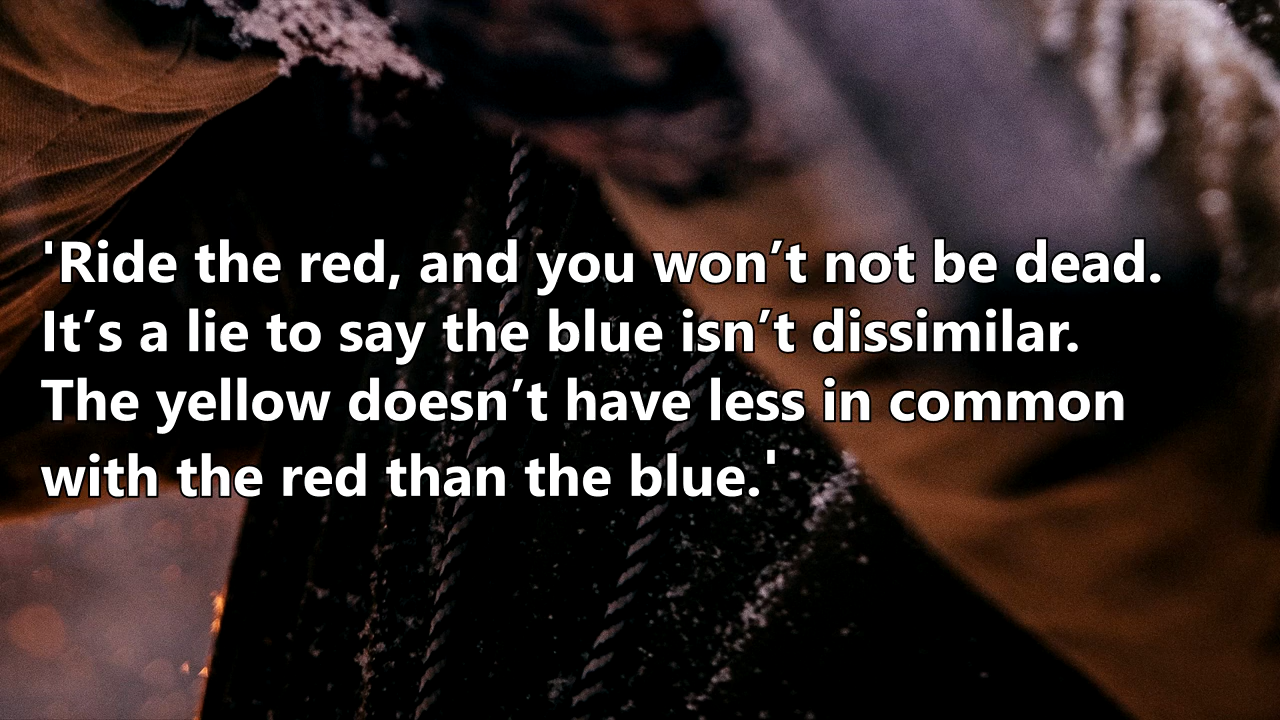 'Ride the red, and you won’t not be dead.
It’s a lie to say the blue isn’t dissimilar.
The yellow doesn’t have less in common
with the red than the blue.'